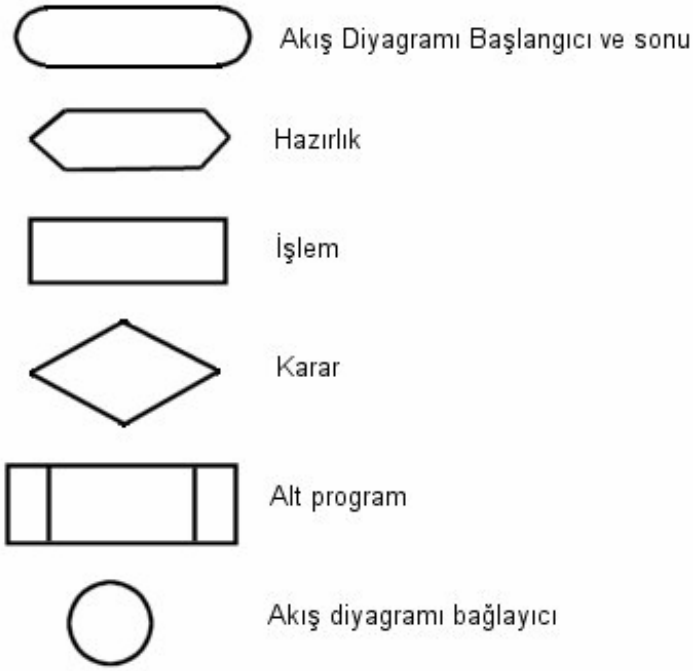 Akış Diyagramı Başlangıcı ve sonu
Hazırlık
İşlem
Karar
Alt program
Akış diyagramı bağlayıcı